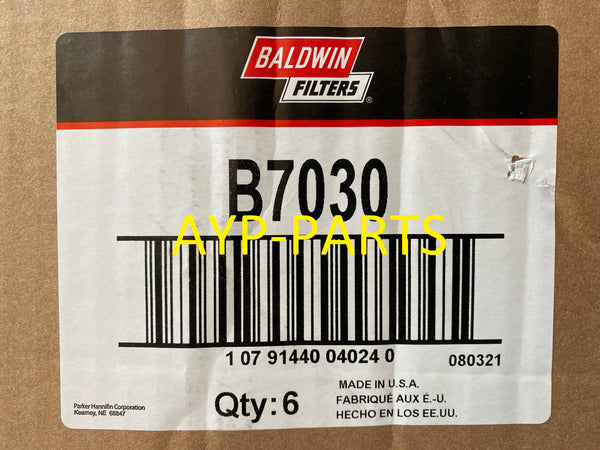 BALDWIN
FILTERS®
B7030
AYP-PARTS
1 07 91440 04024 0
080321
Parker Hannifin Corporation
Kearney, NE 68847
Qty: 6
MADE IN U.S.A.
FABRIQUÉ AUX É.-U.
HECHO EN LOS EE.UU.